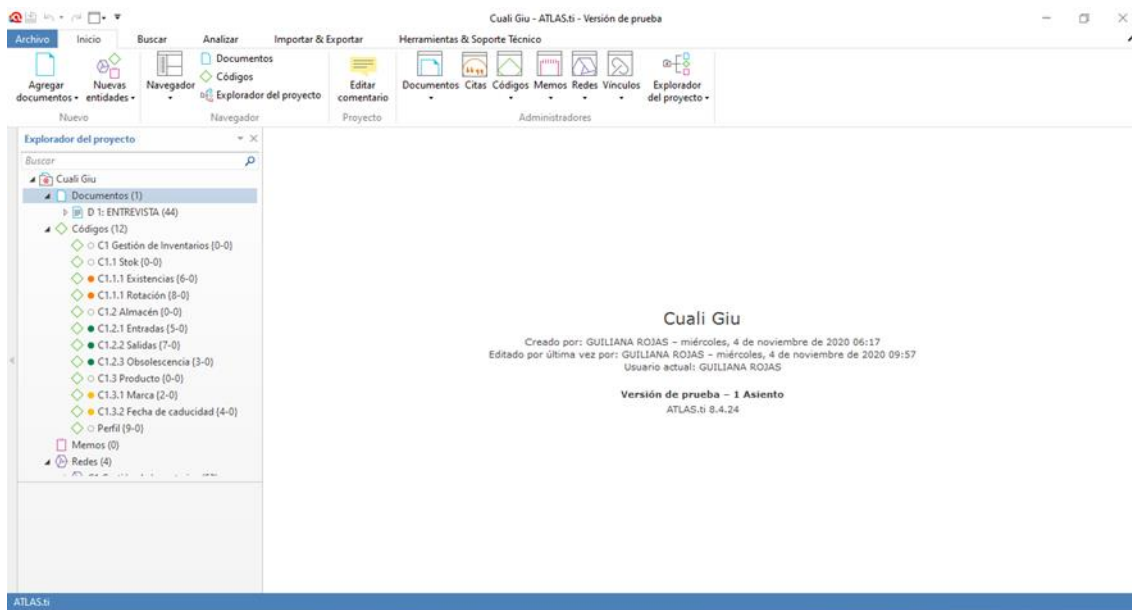 Cuali Giu - ATLAS.ti - Versión de prueba
Archivo Inicio Buscar Analizar Importar & Exportar Herramientas & Soporte Técnico
Agregar documentos
Nuevas entidades
Nuevo
Navegador
Documentos
Códigos
Explorador del proyecto
Navegador
Editar comentario
Proyecto
Documentos Citas Códigos Memos Redes Vínculos
Explorador del proyecto
Administradores
Explorador del proyecto
Buscar
Cuali Giu
Documentos (1)
D 1: ENTREVISTA (44)
Códigos (12)
C1 Gestión de Inventarios {0-0}
C1.1 Stok {0-0}
C1.1.1 Existencias {6-0}
C1.1.1 Rotación {8-0}
C1.2 Almacén {0-0}
C1.2.1 Entradas {5-0}
C1.2.2 Salidas {7-0}
C1.2.3 Obsolescencia {3-0}
C1.3 Producto {0-0}
C1.3.1 Marca {2-0}
C1.3.2 Fecha de caducidad {4-0}
Perfil {9-0}
Memos (0)
Redes (4)
Cuali Giu
Creado por: GUILIANA ROJAS – miércoles, 4 de noviembre de 2020 06:17
Editado por última vez por: GUILIANA ROJAS – miércoles, 4 de noviembre de 2020 09:57
Usuario actual: GUILIANA ROJAS
Versión de prueba – 1 Asiento
ATLAS.ti 8.4.24
ATLAS.ti